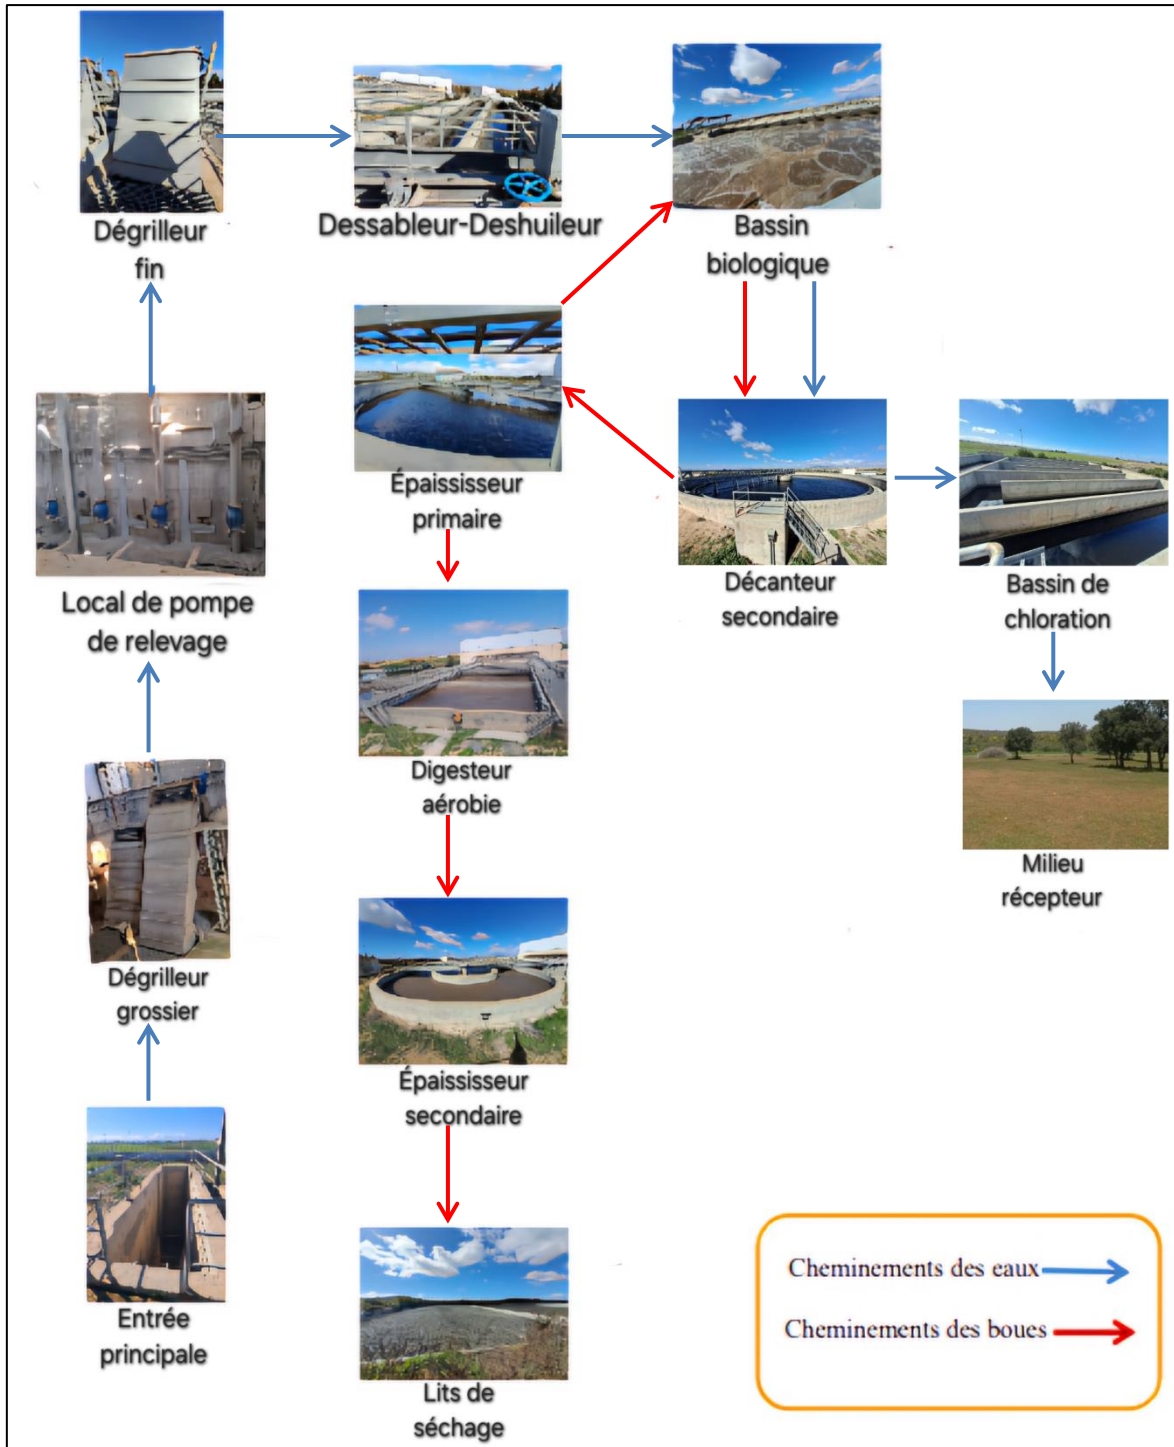 Dégrilleur
fin
Dessableur-Deshuileur
Bassin
biologique
Épaississeur
primaire
Local de pompe
de relevage
Décanteur
secondaire
Bassin de
chloration
Digesteur
aérobie
Milieu
récepteur
Dégrilleur
grossier
Épaississeur
secondaire
Entrée
principale
Lits de
séchage
Cheminements des eaux
Cheminements des boues